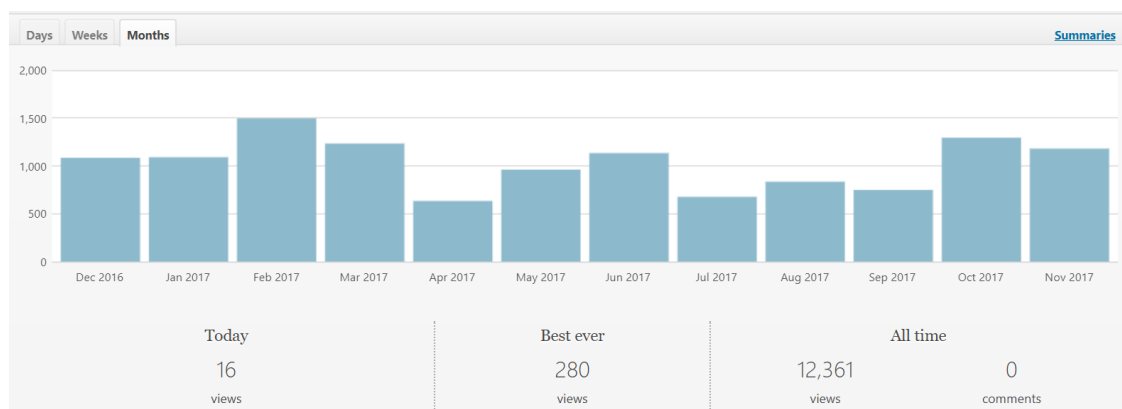 Days Weeks Months Summaries
2,000
1,500
1,000
500
0
Dec 2016 Jan 2017 Feb 2017 Mar 2017 Apr 2017 May 2017 Jun 2017 Jul 2017 Aug 2017 Sep 2017 Oct 2017 Nov 2017
Today Best ever All time
16 280 12,361 0
views views views comments